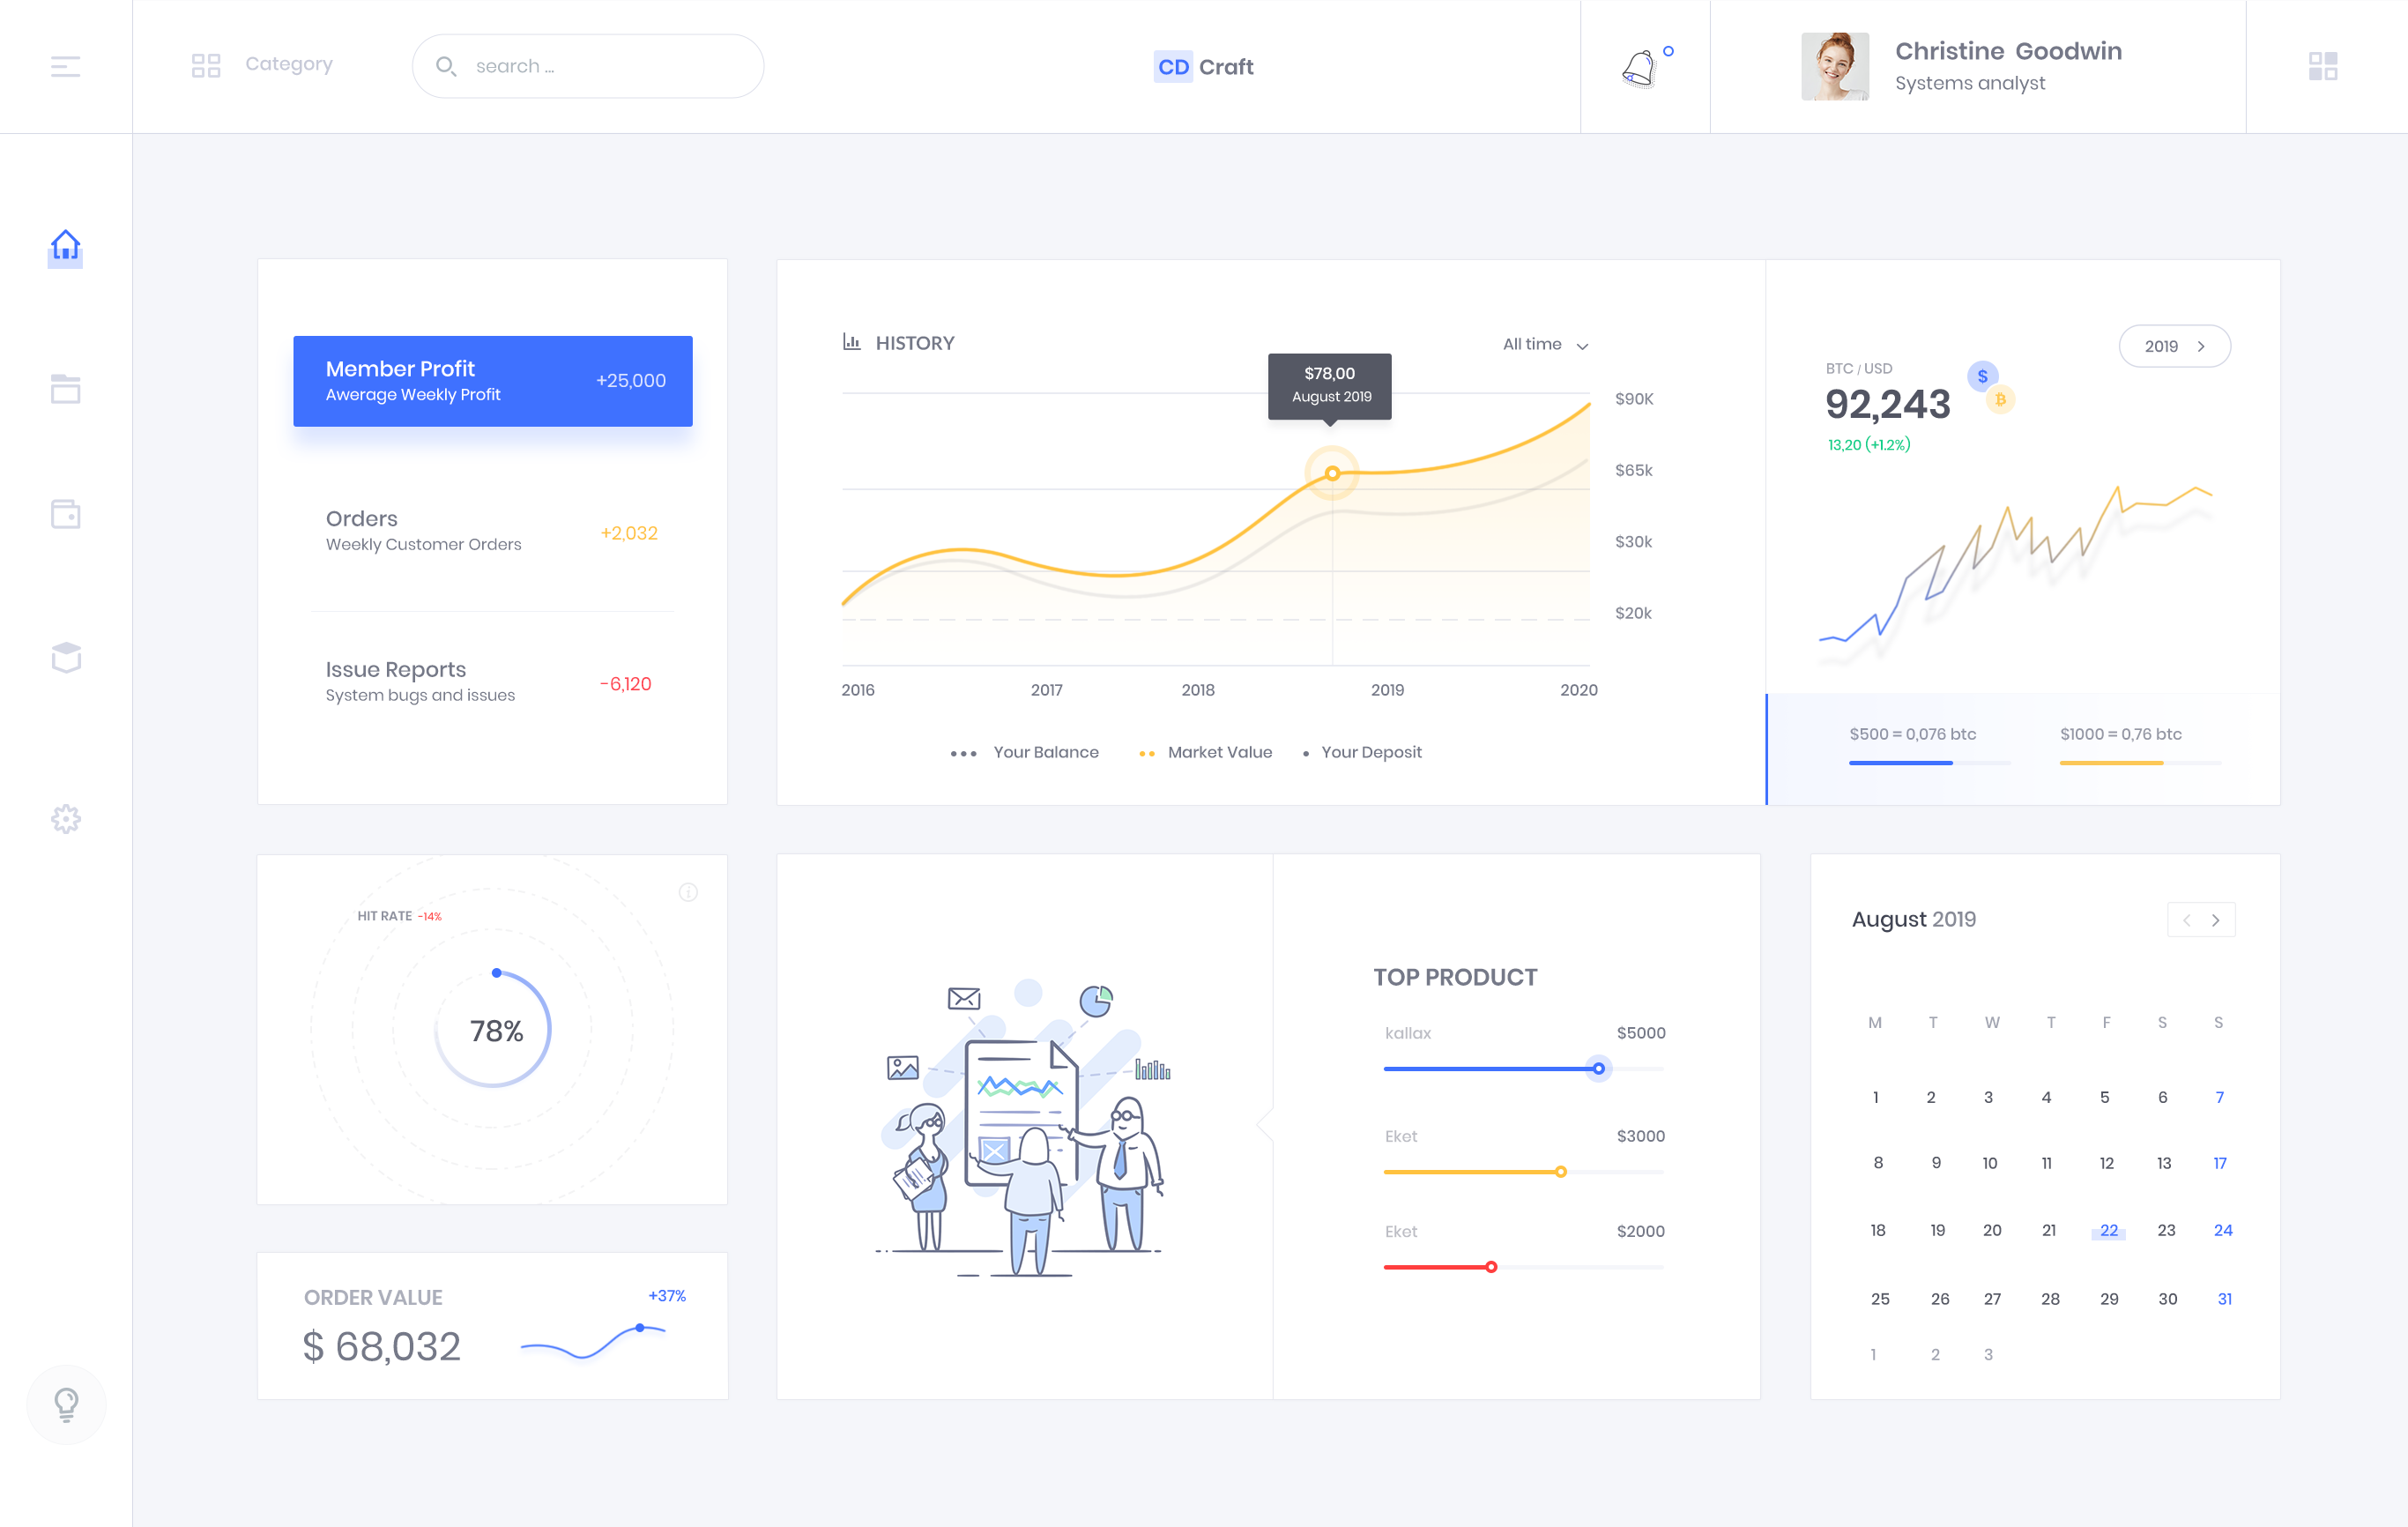 Category
search ...
CD Craft
Christine Goodwin
Systems analyst
Member Profit
Awerage Weekly Profit
+25,000
Orders
Weekly Customer Orders
+2,032
Issue Reports
System bugs and issues
-6,120
HISTORY
All time
$78,00
August 2019
$90K
$65k
$30k
$20k
2016 2017 2018 2019 2020
Your Balance
Market Value
Your Deposit
2019
BTC / USD
92,243
$
13,20 (+1.2%)
$500 = 0,076 btc
$1000 = 0,76 btc
HIT RATE -14%
78%
ORDER VALUE
+37%
$ 68,032
TOP PRODUCT
kallax $5000
Eket $3000
Eket $2000
August 2019
M T W T F S S
1 2 3 4 5 6 7
8 9 10 11 12 13 17
18 19 20 21 22 23 24
25 26 27 28 29 30 31
1 2 3